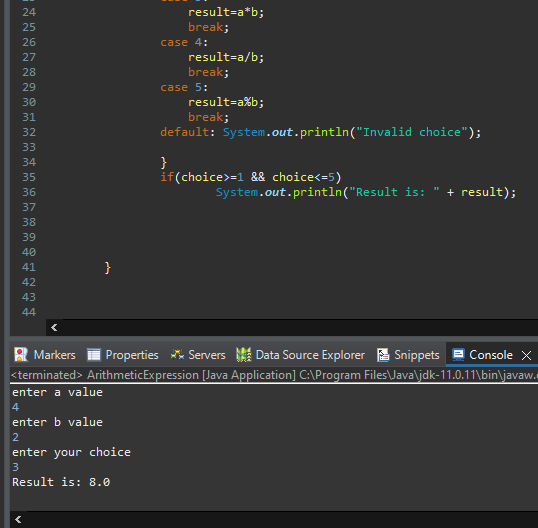 24 result=a*b;
25 break;
26 case 4:
27 result=a/b;
28 break;
29 case 5:
30 result=a%b;
31 break;
32 default: System.out.println("Invalid choice");
33
34 }
35 if(choice>=1 && choice<=5)
36 System.out.println("Result is: " + result);
37
38
39
40
41 }
42
43
44
Markers Properties Servers Data Source Explorer Snippets Console
<terminated> ArithmeticExpression [Java Application] C:\Program Files\Java\jdk-11.0.11\bin\javaw.
enter a value
4
enter b value
2
enter your choice
3
Result is: 8.0